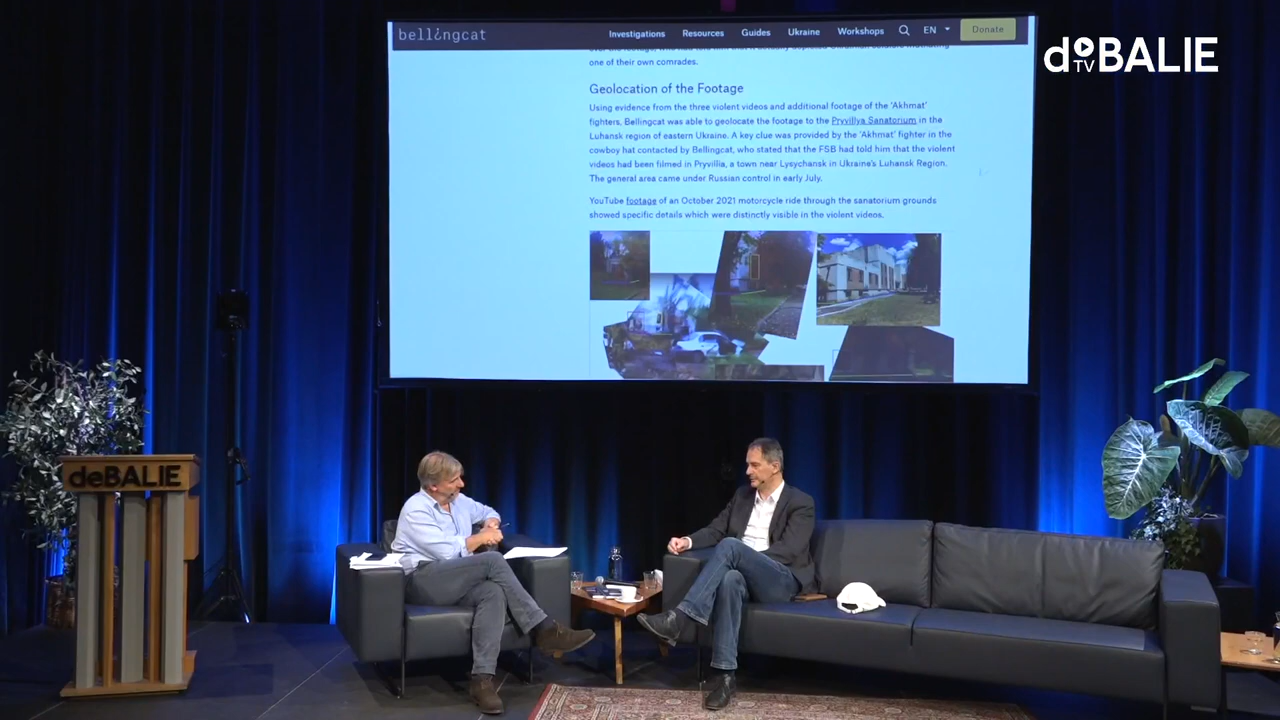 bellingcat
Investigations Resources Guides Ukraine Workshops EN Donate
one of their own comrades.
Geolocation of the Footage
Using evidence from the three violent videos and additional footage of the 'Akhmat'
fighters, Bellingcat was able to geolocate the footage to the Pryvillya Sanatorium in the
Luhansk region of eastern Ukraine. A key clue was provided by the 'Akhmat' fighter in the
cowboy hat contacted by Bellingcat, who stated that the FSB had told him that the violent
videos had been filmed in Pryvillia, a town near Lysychansk in Ukraine's Luhansk Region.
The general area came under Russian control in early July.
YouTube footage of an October 2021 motorcycle ride through the sanatorium grounds
showed specific details which were distinctly visible in the violent videos.
deBALIE
TV
deBALIE